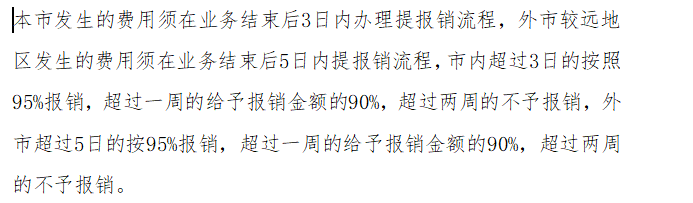 本市发生的费用须在业务结束后3日内办理提报销流程，外市较远地
区发生的费用须在业务结束后5日内提报销流程，市内超过3日的按照
95%报销，超过一周的给予报销金额的90%，超过两周的不予报销，外
市超过5日的按95%报销，超过一周的给予报销金额的90%，超过两周
的不予报销。